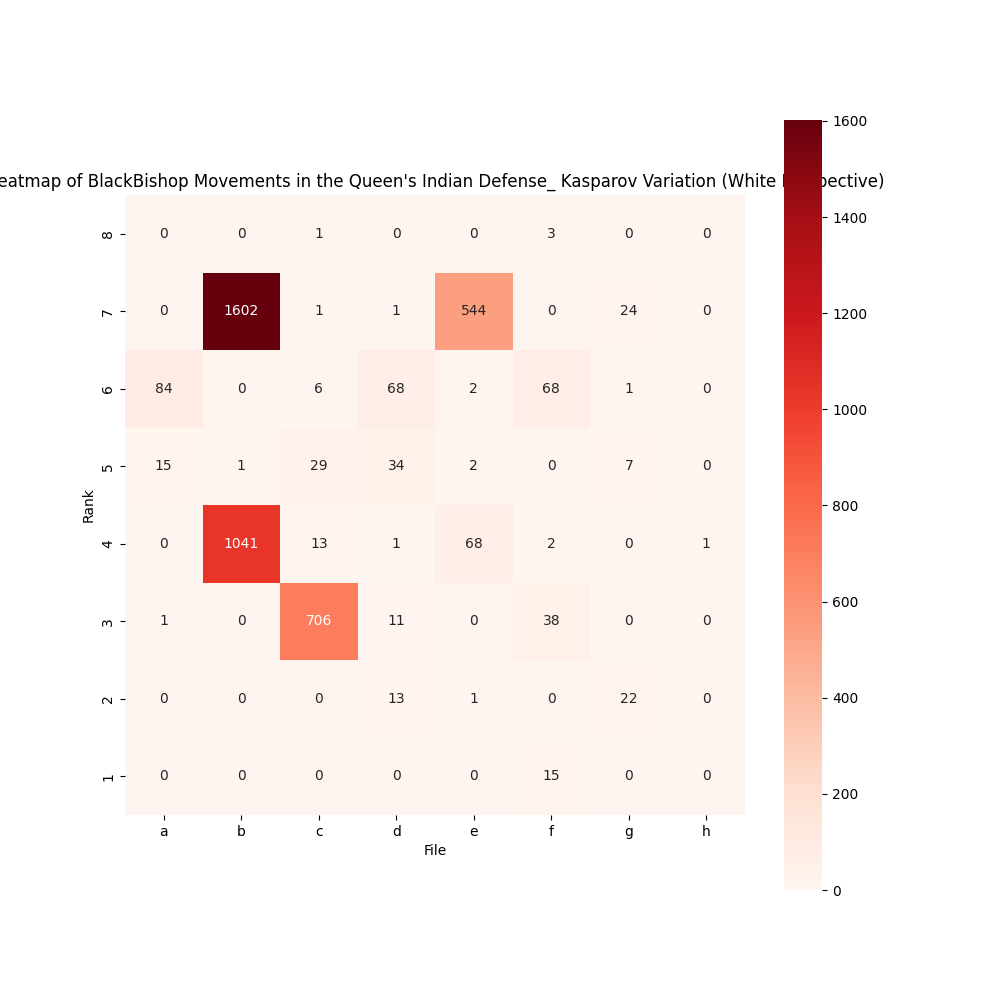 eatmap of BlackBishop Movements in the Queen's Indian Defense_ Kasparov Variation (White pective)
8 0 0 1 0 0 3 0 0
7 0 1602 1 1 544 0 24 0
6 84 0 6 68 2 68 1 0
5 15 1 29 34 2 0 7 0
Rank
4 0 1041 13 1 68 2 0 1
3 1 0 706 11 0 38 0 0
2 0 0 0 13 1 0 22 0
1 0 0 0 0 0 15 0 0
a b c d e f g h
File
1600
1400
1200
1000
800
600
400
200
0